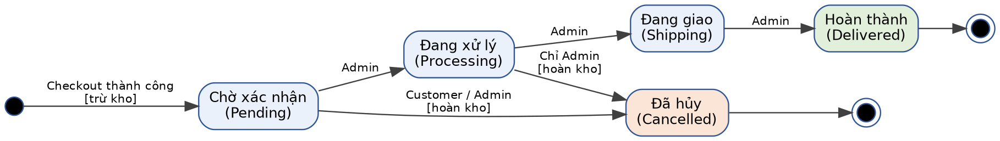 Checkout thành công
[trừ kho]
Chờ xác nhận
(Pending)
Admin
Đang xử lý
(Processing)
Customer / Admin
[hoàn kho]
Admin
Chỉ Admin
[hoàn kho]
Đang giao
(Shipping)
Admin
Hoàn thành
(Delivered)
Đã hủy
(Cancelled)